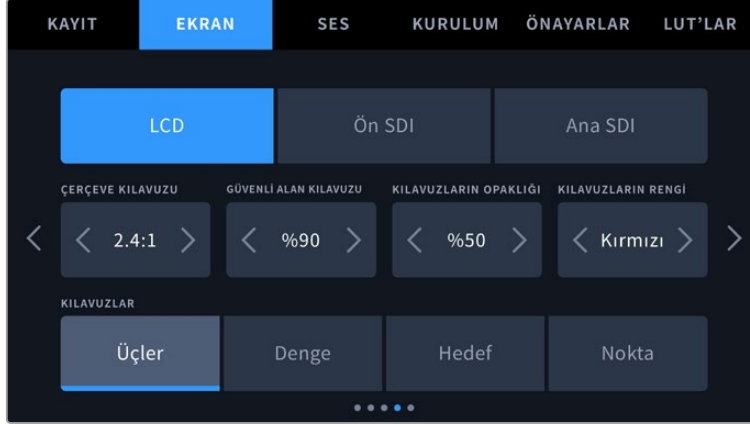 KAYIT EKRAN SES KURULUM ÖNAYARLAR LUT’LAR
LCD Ön SDI Ana SDI
ÇERÇEVE KILAVUZU GÜVENLİ ALAN KILAVUZU KILAVUZLARIN OPAKLIĞI KILAVUZLARIN RENGİ
2.4:1 %90 %50 Kırmızı
KILAVUZLAR
Üçler Denge Hedef Nokta